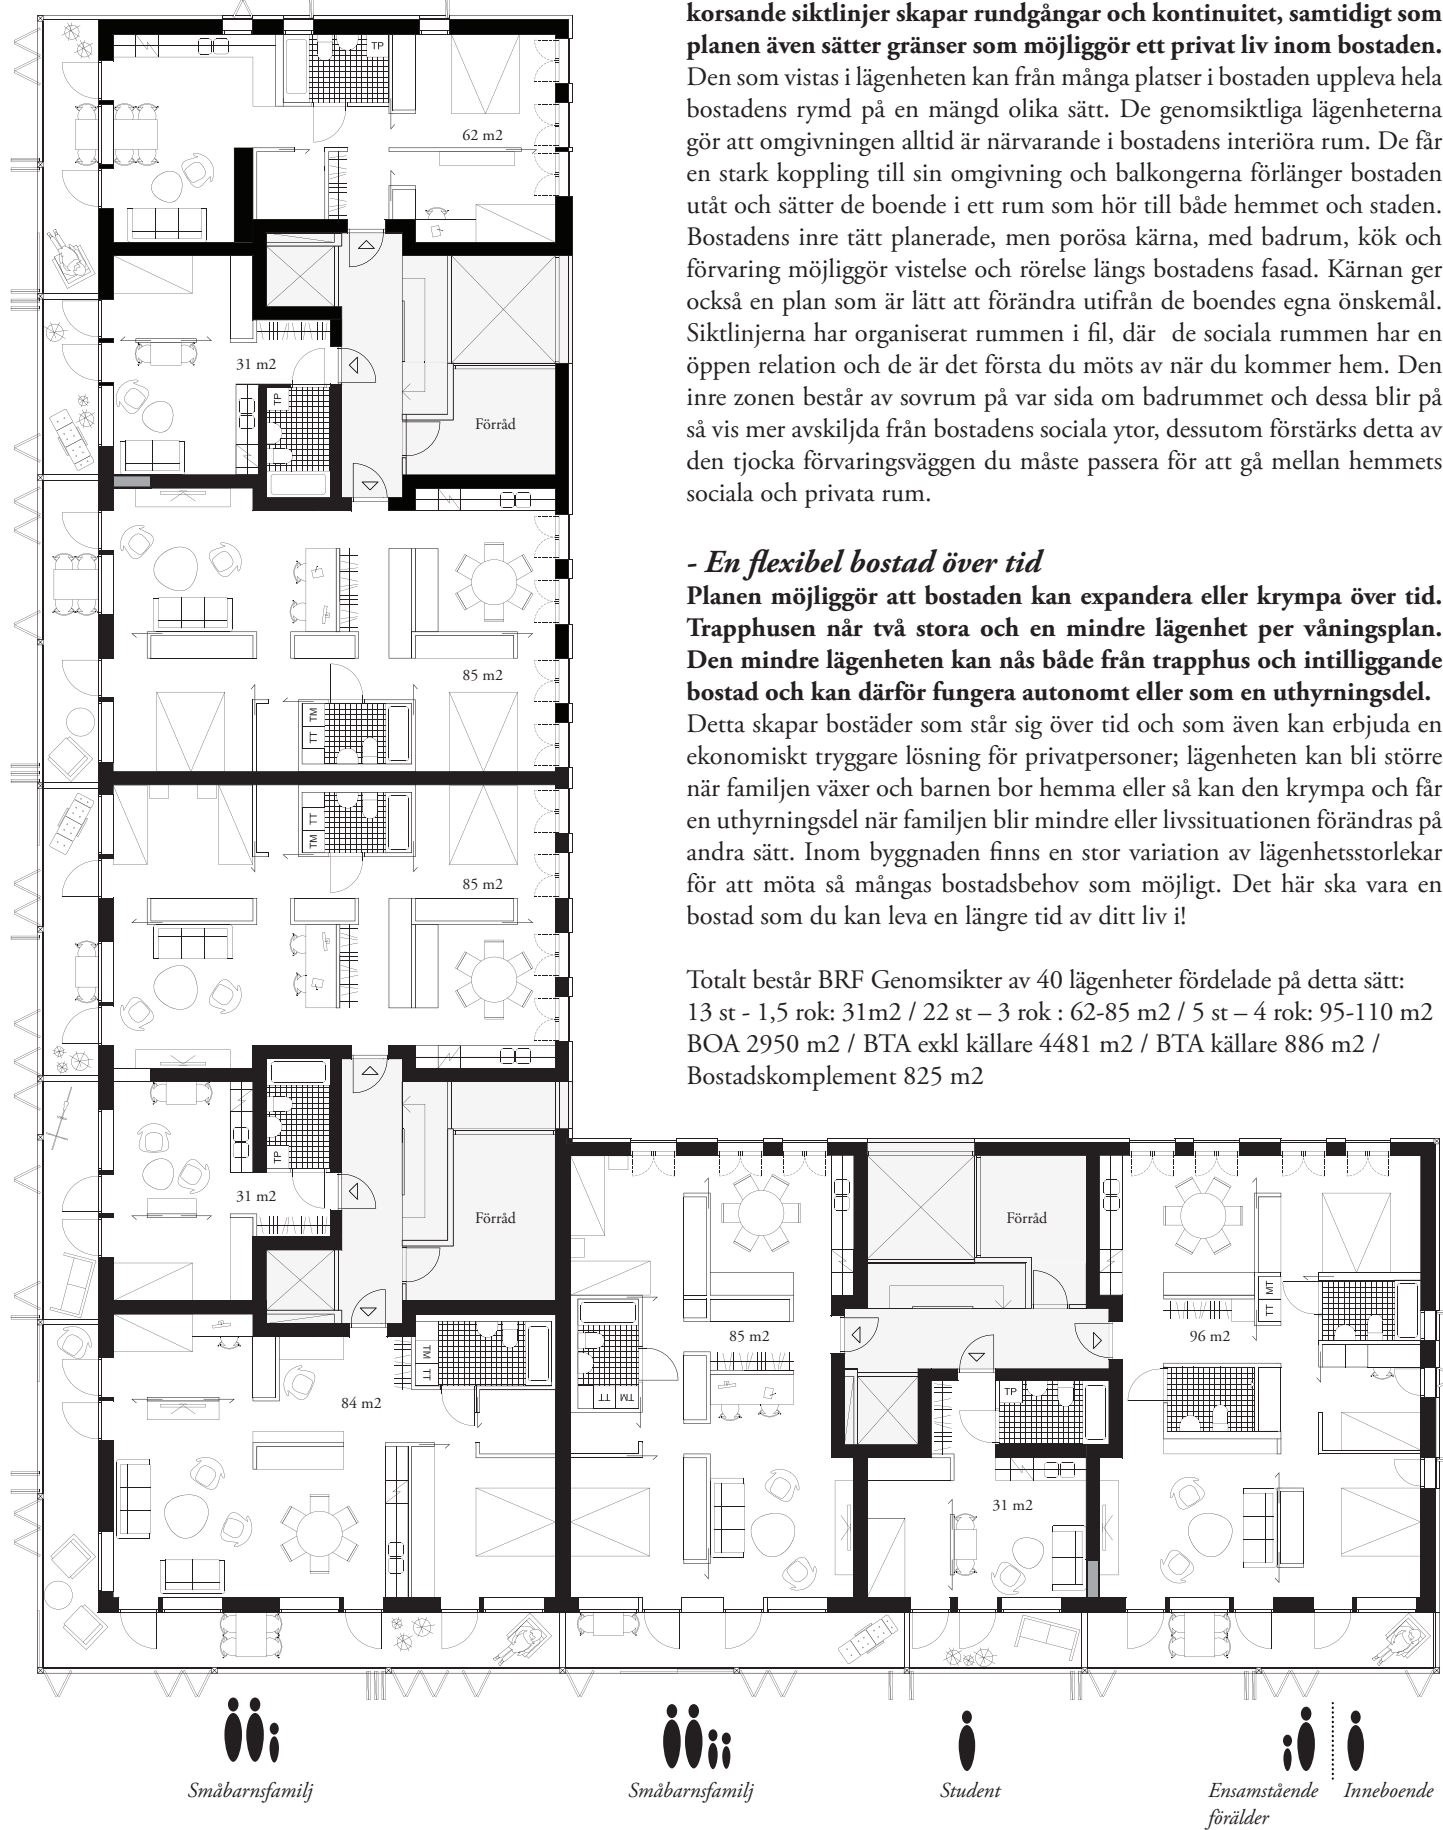 korsande siktlinjer skapar rundgångar och kontinuitet, samtidigt som
planen även sätter gränser som möjliggör ett privat liv inom bostaden.
Den som vistas i lägenheten kan från många platser i bostaden uppleva hela
bostadens rymd på en mängd olika sätt. De genomsiktliga lägenheterna
gör att omgivningen alltid är närvarande i bostadens interiöra rum. De får
en stark koppling till sin omgivning och balkongerna förlänger bostaden
utåt och sätter de boende i ett rum som hör till både hemmet och staden.
Bostadens inre tätt planerade, men porösa kärna, med badrum, kök och
förvaring möjliggör vistelse och rörelse längs bostadens fasad. Kärnan ger
också en plan som är lätt att förändra utifrån de boendes egna önskemål.
Siktlinjerna har organiserat rummen i fil, där de sociala rummen har en
öppen relation och de är det första du möts av när du kommer hem. Den
inre zonen består av sovrum på var sida om badrummet och dessa blir på
så vis mer avskiljda från bostadens sociala ytor, dessutom förstärks detta av
den tjocka förvaringsväggen du måste passera för att gå mellan hemmets
sociala och privata rum.
- En flexibel bostad över tid
Planen möjliggör att bostaden kan expandera eller krympa över tid.
Trapphusen når två stora och en mindre lägenhet per våningsplan.
Den mindre lägenheten kan nås både från trapphus och intilliggande
bostad och kan därför fungera autonomt eller som en uthyrningsdel.
Detta skapar bostäder som står sig över tid och som även kan erbjuda en
ekonomiskt tryggare lösning för privatpersoner; lägenheten kan bli större
när familjen växer och barnen bor hemma eller så kan den krympa och får
en uthyrningsdel när familjen blir mindre eller livssituationen förändras på
andra sätt. Inom byggnaden finns en stor variation av lägenhetsstorlekar
för att möta så mångas bostadsbehov som möjligt. Det här ska vara en
bostad som du kan leva en längre tid av ditt liv i!
Totalt består BRF Genomsikter av 40 lägenheter fördelade på detta sätt:
13 st - 1,5 rok: 31m2 / 22 st – 3 rok : 62-85 m2 / 5 st – 4 rok: 95-110 m2
BOA 2950 m2 / BTA exkl källare 4481 m2 / BTA källare 886 m2 /
Bostadskomplement 825 m2
TP
62 m2
31 m2
TP
Förråd
85 m2
TM
TT
TT
TM
85 m2
TP
31 m2
Förråd
TM
TT
84 m2
85 m2
TT TM
Förråd
MT
TT
96 m2
TP
31 m2
Småbarnsfamilj
Småbarnsfamilj
Student
Ensamstående
förälder
Inneboende